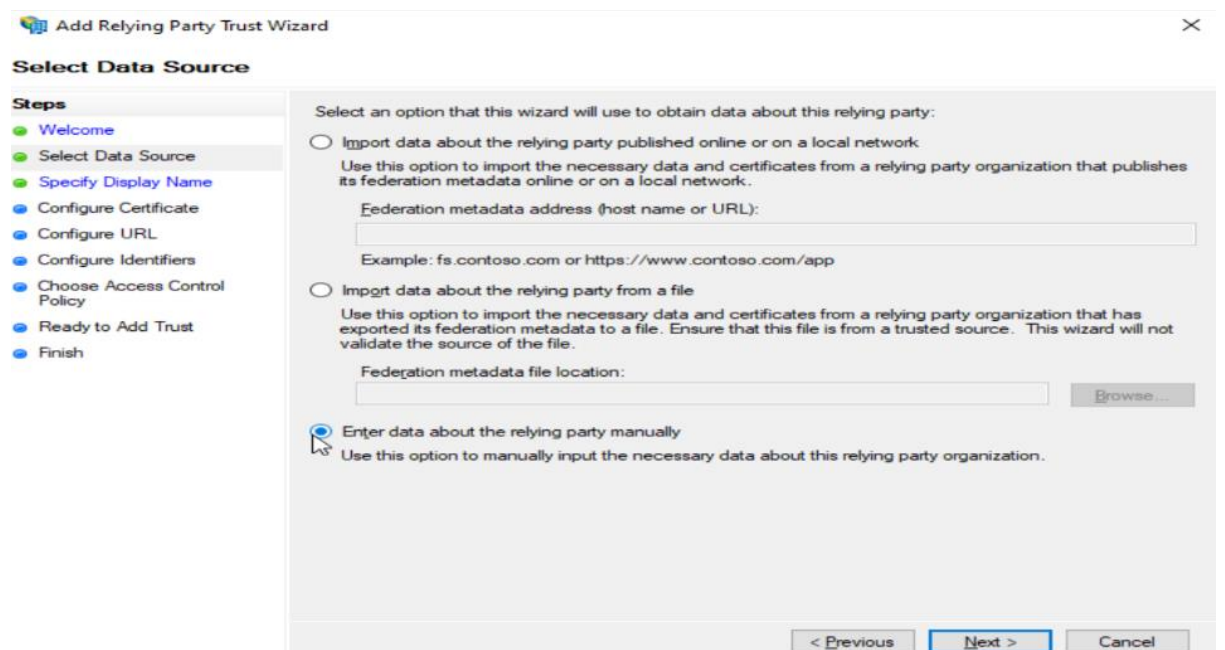 Add Relying Party Trust Wizard
Select Data Source
Steps
Welcome
Select Data Source
Specify Display Name
Configure Certificate
Configure URL
Configure Identifiers
Choose Access Control
Policy
Ready to Add Trust
Finish
Select an option that this wizard will use to obtain data about this relying party:
Import data about the relying party published online or on a local network
Use this option to import the necessary data and certificates from a relying party organization that publishes
its federation metadata online or on a local network.
Federation metadata address (host name or URL):
Example: fs.contoso.com or https://www.contoso.com/app
Import data about the relying party from a file
Use this option to import the necessary data and certificates from a relying party organization that has
exported its federation metadata to a file. Ensure that this file is from a trusted source. This wizard will not
validate the source of the file.
Federation metadata file location:
Browse...
Enter data about the relying party manually
Use this option to manually input the necessary data about this relying party organization.
< Previous
Next >
Cancel